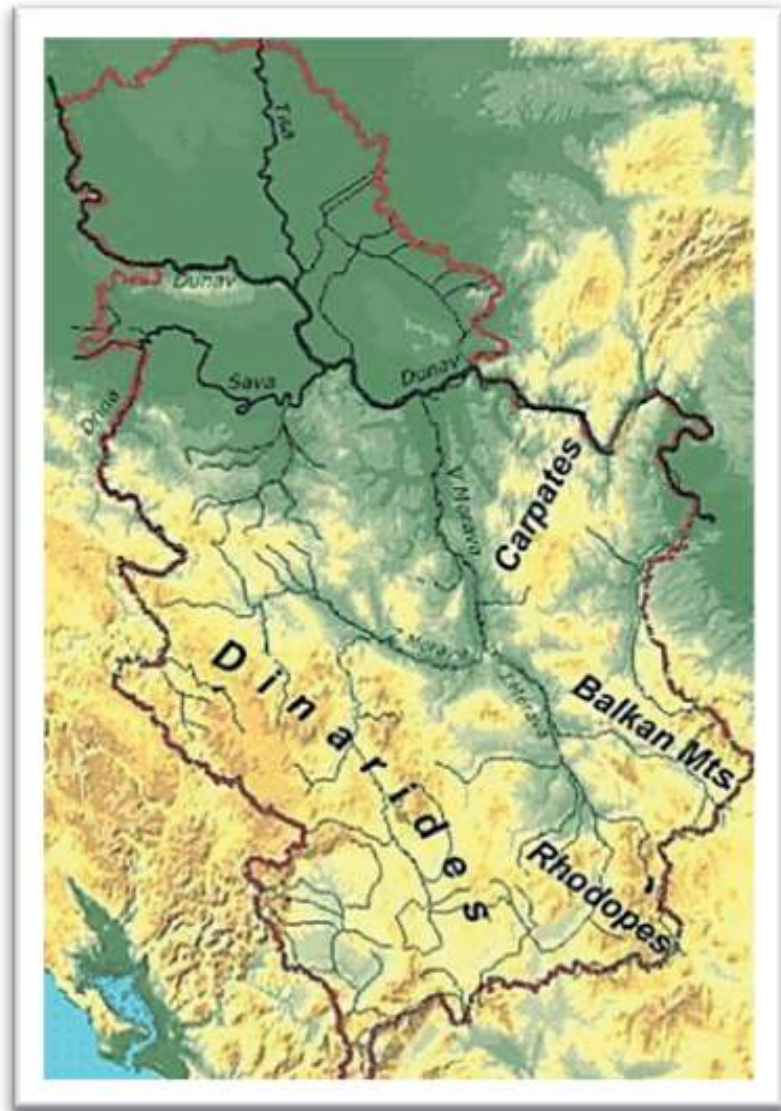 Tisa
Dunav
Dunav
Sava
Drina
V Morava
Carpates
Z Morava
J Morava
Dinarides
Balkan Mts
Rhodopes